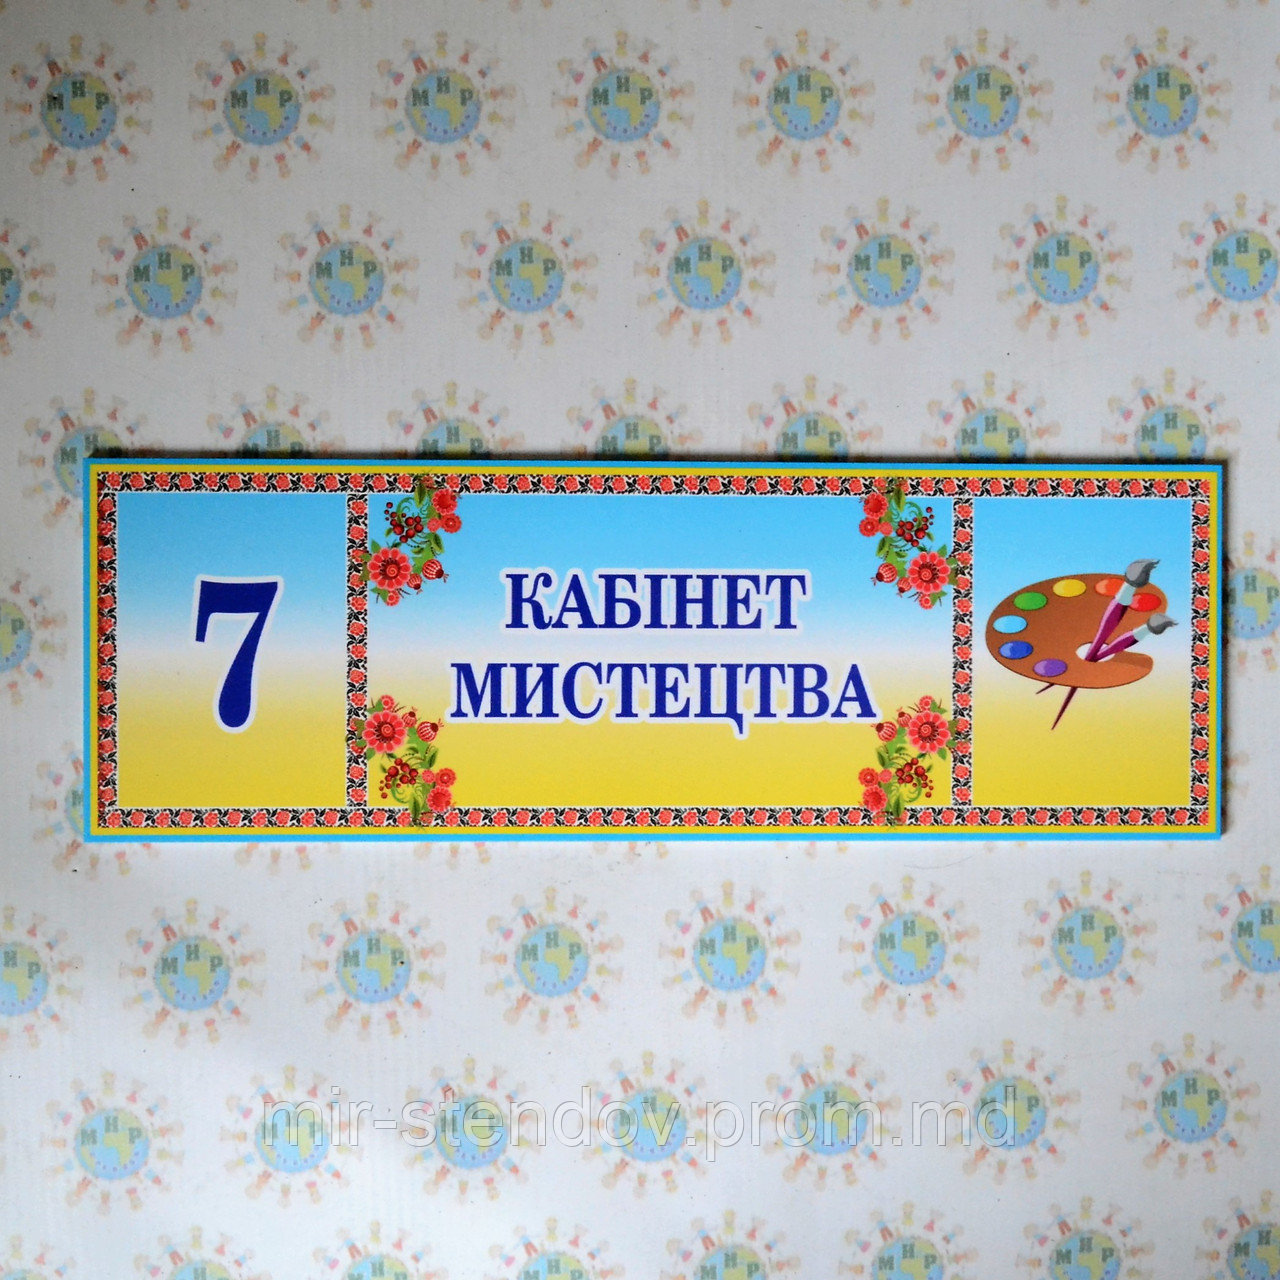 7
КАБІНЕТ
МИСТЕЦТВА
mir-stendov.prom.md